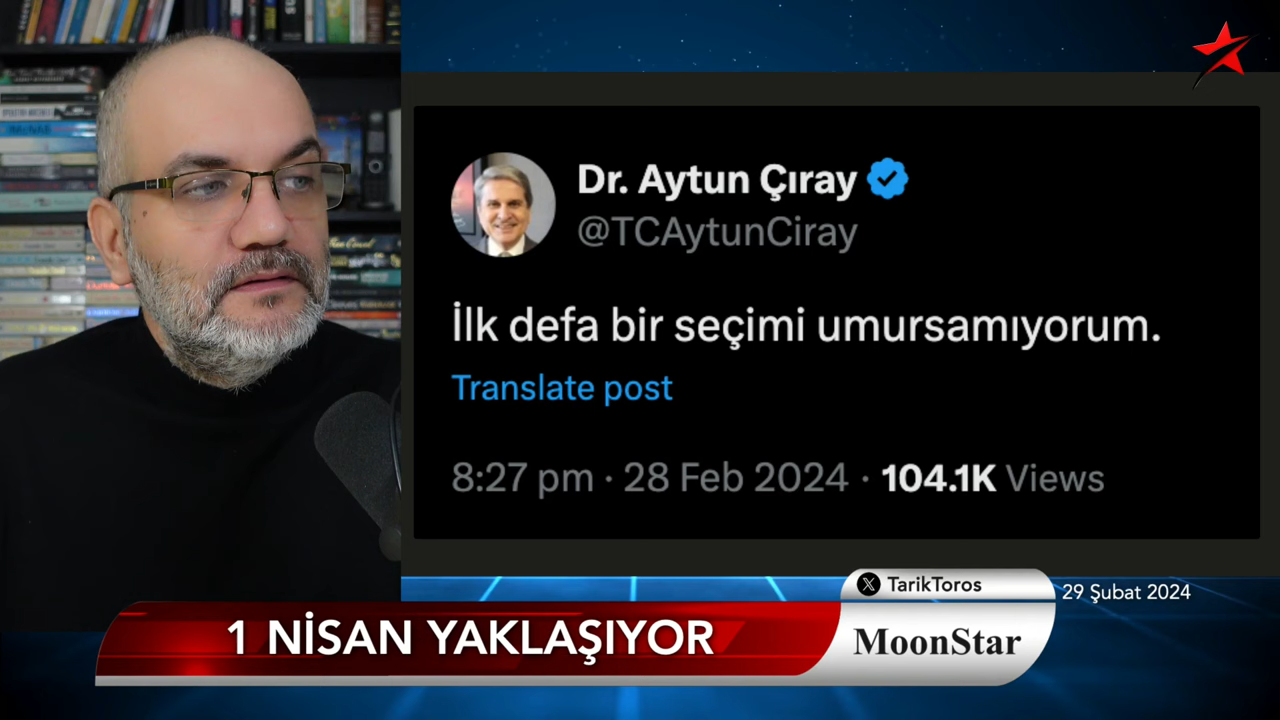 Dr. Aytun Çıray
@TCAytunCiray
İlk defa bir seçimi umursamıyorum.
Translate post
8:27 pm · 28 Feb 2024 · 104.1K Views
TarikToros
29 Şubat 2024
1 NİSAN YAKLAŞIYOR
MoonStar